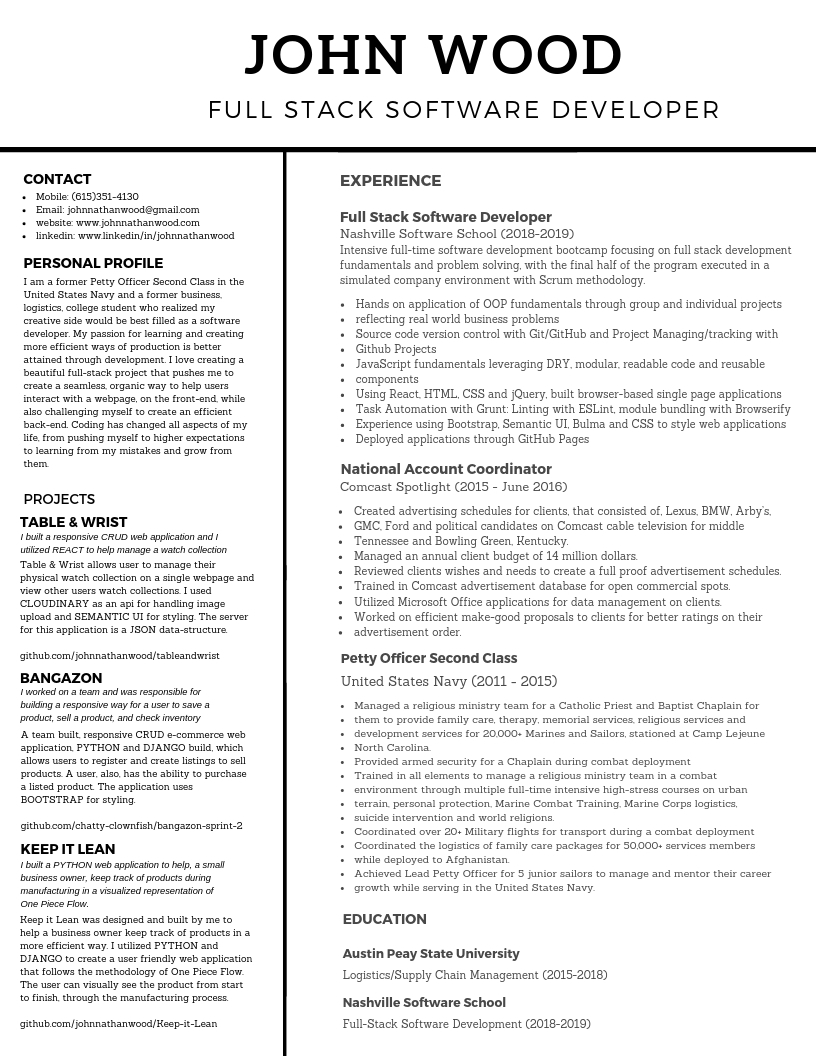 JOHN WOOD
FULL STACK SOFTWARE DEVELOPER
CONTACT
• Mobile: (615)351-4130
• Email: johnnathanwood@gmail.com
• website: www.johnnathanwood.com
• linkedin: www.linkedin/in/johnnathanwood
PERSONAL PROFILE
I am a former Petty Officer Second Class in the
United States Navy and a former business,
logistics, college student who realized my
creative side would be best filled as a software
developer. My passion for learning and creating
more efficient ways of production is better
attained through development. I love creating a
beautiful full-stack project that pushes me to
create a seamless, organic way to help users
interact with a webpage, on the front-end, while
also challenging myself to create an efficient
back-end. Coding has changed all aspects of my
life, from pushing myself to higher expectations
to learning from my mistakes and grow from
them.
PROJECTS
TABLE & WRIST
I built a responsive CRUD web application and I
utilized REACT to help manage a watch collection
Table & Wrist allows user to manage their
physical watch collection on a single webpage and
view other users watch collections. I used
CLOUDINARY as an api for handling image
upload and SEMANTIC UI for styling. The server
for this application is a JSON data-structure.
github.com/johnnathanwood/tableandwrist
BANGAZON
I worked on a team and was responsible for
building a responsive way for a user to save a
product, sell a product, and check inventory
A team built, responsive CRUD e-commerce web
application, PYTHON and DJANGO build, which
allows users to register and create listings to sell
products. A user, also, has the ability to purchase
a listed product. The application uses
BOOTSTRAP for styling.
github.com/chatty-clownfish/bangazon-sprint-2
KEEP IT LEAN
I built a PYTHON web application to help, a small
business owner, keep track of products during
manufacturing in a visualized representation of
One Piece Flow.
Keep it Lean was designed and built by me to
help a business owner keep track of products in a
more efficient way. I utilized PYTHON and
DJANGO to create a user friendly web application
that follows the methodology of One Piece Flow.
The user can visually see the product from start
to finish, through the manufacturing process.
github.com/johnnathanwood/Keep-it-Lean
EXPERIENCE
Full Stack Software Developer
Nashville Software School (2018-2019)
Intensive full-time software development bootcamp focusing on full stack development
fundamentals and problem solving, with the final half of the program executed in a
simulated company environment with Scrum methodology.
• Hands on application of OOP fundamentals through group and individual projects
• reflecting real world business problems
• Source code version control with Git/GitHub and Project Managing/tracking with
• Github Projects
• JavaScript fundamentals leveraging DRY, modular, readable code and reusable
• components
• Using React, HTML, CSS and jQuery, built browser-based single page applications
• Task Automation with Grunt: Linting with ESLint, module bundling with Browserify
• Experience using Bootstrap, Semantic UI, Bulma and CSS to style web applications
• Deployed applications through GitHub Pages
National Account Coordinator
Comcast Spotlight (2015 - June 2016)
• Created advertising schedules for clients, that consisted of, Lexus, BMW, Arby's,
• GMC, Ford and political candidates on Comcast cable television for middle
• Tennessee and Bowling Green, Kentucky.
• Managed an annual client budget of 14 million dollars.
• Reviewed clients wishes and needs to create a full proof advertisement schedules.
• Trained in Comcast advertisement database for open commercial spots.
• Utilized Microsoft Office applications for data management on clients.
• Worked on efficient make-good proposals to clients for better ratings on their
• advertisement order.
Petty Officer Second Class
United States Navy (2011 - 2015)
• Managed a religious ministry team for a Catholic Priest and Baptist Chaplain for
• them to provide family care, therapy, memorial services, religious services and
• development services for 20,000+ Marines and Sailors, stationed at Camp Lejeune
• North Carolina.
• Provided armed security for a Chaplain during combat deployment
• Trained in all elements to manage a religious ministry team in a combat
• environment through multiple full-time intensive high-stress courses on urban
• terrain, personal protection, Marine Combat Training, Marine Corps logistics,
• suicide intervention and world religions.
• Coordinated over 20+ Military flights for transport during a combat deployment
• Coordinated the logistics of family care packages for 50,000+ services members
• while deployed to Afghanistan.
• Achieved Lead Petty Officer for 5 junior sailors to manage and mentor their career
• growth while serving in the United States Navy.
EDUCATION
Austin Peay State University
Logistics/Supply Chain Management (2015-2018)
Nashville Software School
Full-Stack Software Development (2018-2019)